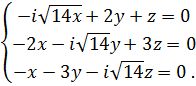 -i√14x + 2y + z = 0
-2x - i√14y + 3z = 0
-x - 3y - i√14z = 0 .